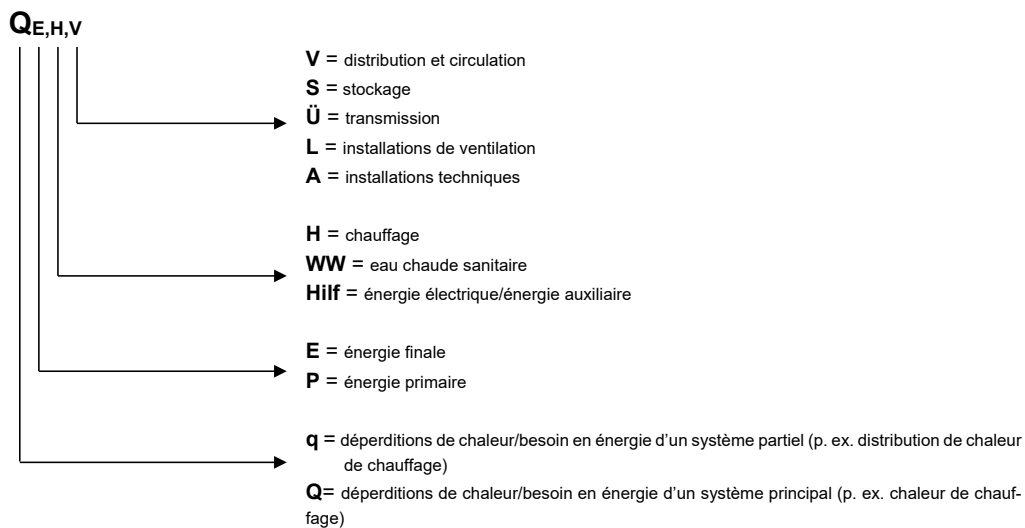 QE,H,V
V = distribution et circulation
S = stockage
Ü = transmission
L = installations de ventilation
A = installations techniques
H = chauffage
WW = eau chaude sanitaire
Hilf = énergie électrique/énergie auxiliaire
E = énergie finale
P = énergie primaire
q = déperditions de chaleur/besoin en énergie d'un système partiel (p. ex. distribution de chaleur
de chauffage)
Q= déperditions de chaleur/besoin en énergie d'un système principal (p. ex. chaleur de chauf-
fage)